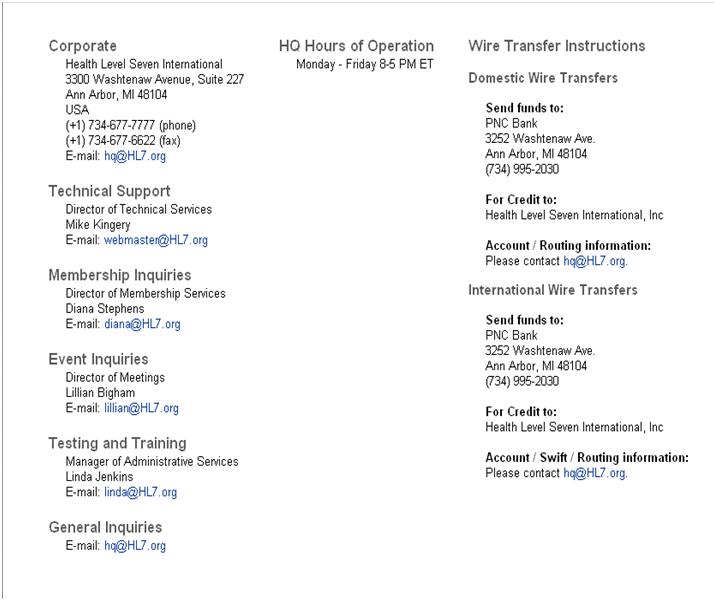 Corporate
Health Level Seven International
3300 Washtenaw Avenue, Suite 227
Ann Arbor, MI 48104
USA
(+1) 734-677-7777 (phone)
(+1) 734-677-6622 (fax)
E-mail: hq@HL7.org
Technical Support
Director of Technical Services
Mike Kingery
E-mail: webmaster@HL7.org
Membership Inquiries
Director of Membership Services
Diana Stephens
E-mail: diana@HL7.org
Event Inquiries
Director of Meetings
Lillian Bigham
E-mail: lillian@HL7.org
Testing and Training
Manager of Administrative Services
Linda Jenkins
E-mail: linda@HL7.org
General Inquiries
E-mail: hq@HL7.org
HQ Hours of Operation
Monday - Friday 8-5 PM ET
Wire Transfer Instructions
Domestic Wire Transfers
Send funds to:
PNC Bank
3252 Washtenaw Ave.
Ann Arbor, MI 48104
(734) 995-2030
For Credit to:
Health Level Seven International, Inc
Account / Routing information:
Please contact hq@HL7.org.
International Wire Transfers
Send funds to:
PNC Bank
3252 Washtenaw Ave.
Ann Arbor, MI 48104
(734) 995-2030
For Credit to:
Health Level Seven International, Inc
Account / Swift / Routing information:
Please contact hq@HL7.org.